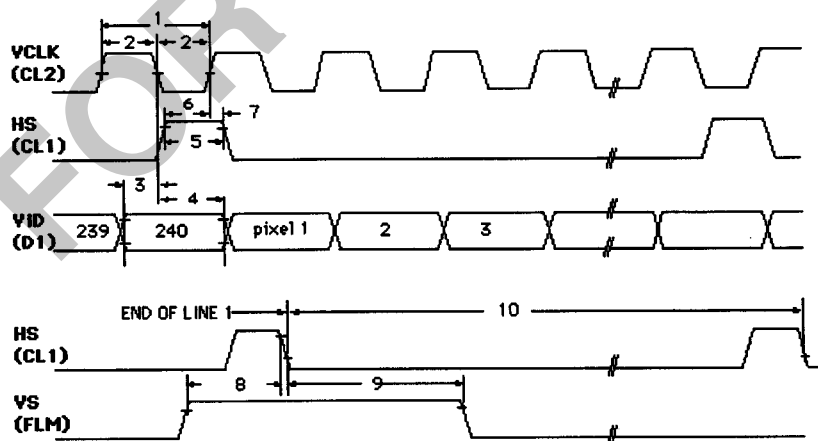 FOR
1
2 2
VCLK
(CL2)
6 7
HS
(CL1)
5
3
4
VID
(D1)
239 240 pixel 1 2 3
END OF LINE 1 10
HS
(CL1)
8 9
VS
(FLM)